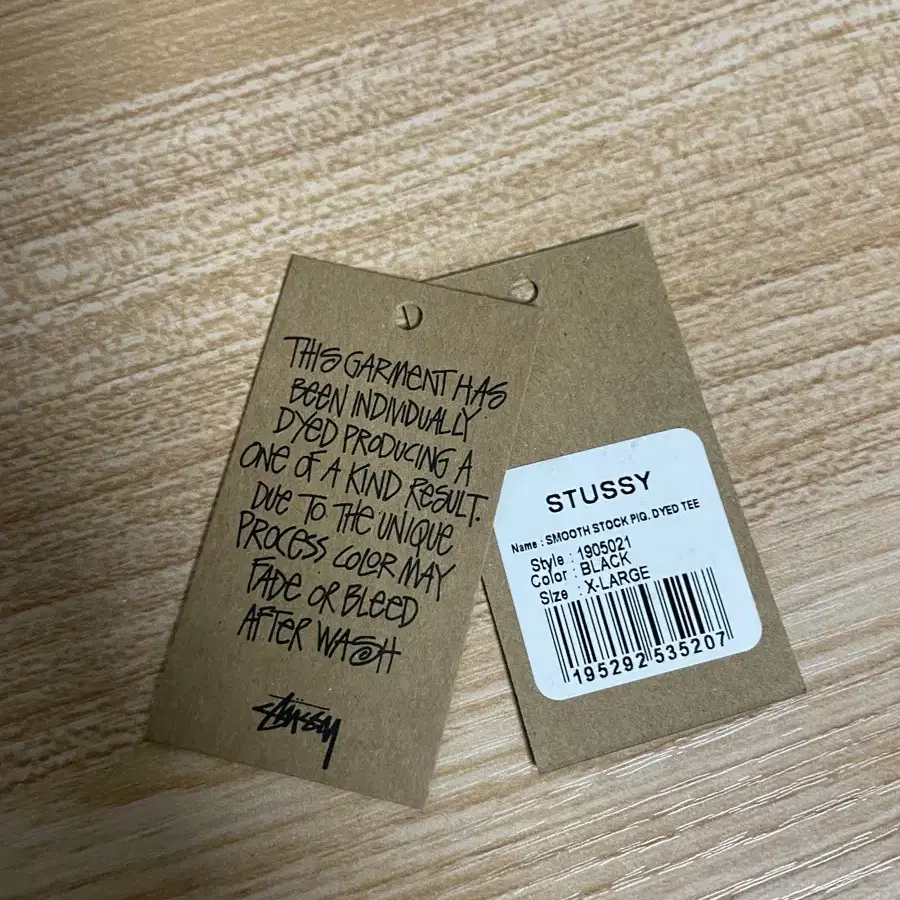 THIS GARMENT HAS
BEEN INDIVIDUALLY
DYED PRODUCING A
ONE OF A KIND RESULT.
DUE TO THE UNIQUE
PROCESS COLOR MAY
FADE OR BLEED
AFTER WASH
Stüssy
STUSSY
Name : SMOOTH STOCK PIG. DYED TEE
Style : 1905021
Color : BLACK
Size : X-LARGE
195292 535207